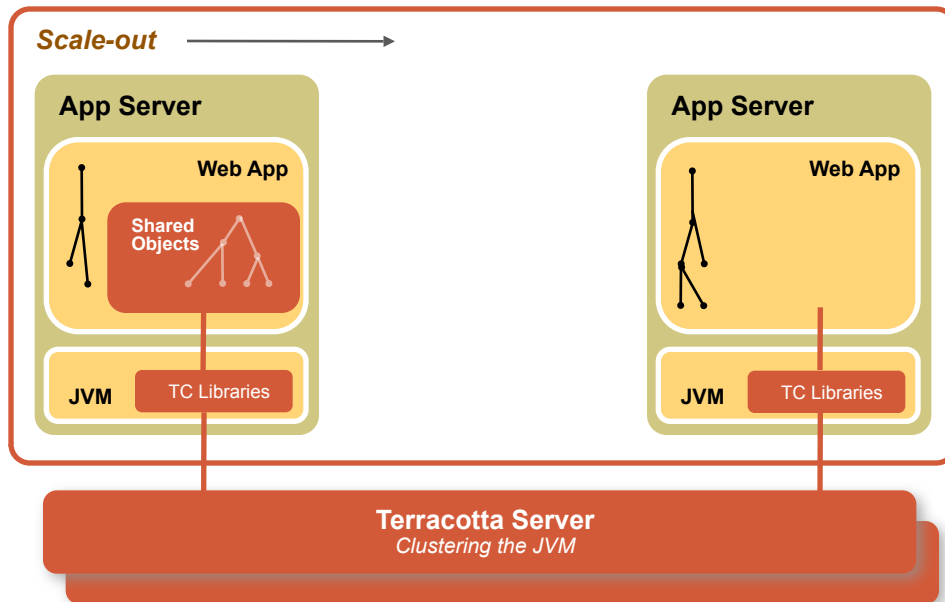 Scale-out
App Server
Web App
Shared
Objects
JVM
TC Libraries
App Server
Web App
JVM
TC Libraries
Terracotta Server
Clustering the JVM